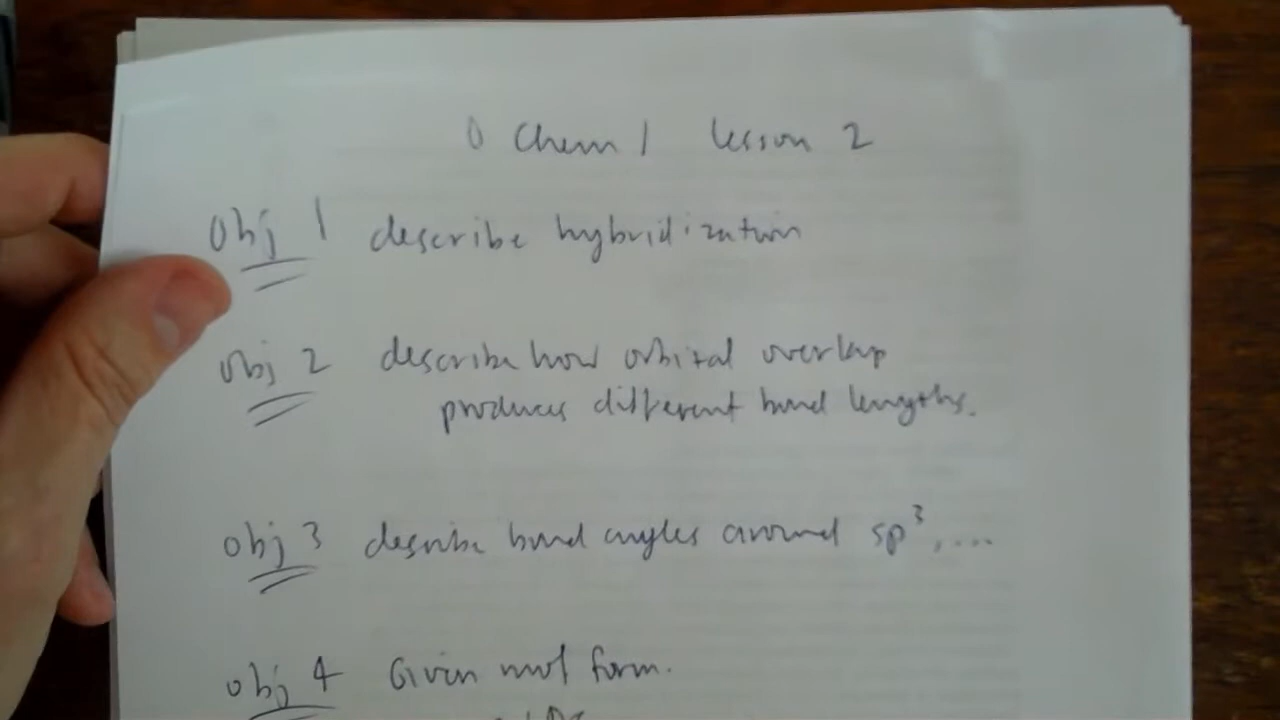 O Chem 1 lesson 2
Obj 1 describe hybridization
Obj 2 describe how orbital overlap
produces different bond lengths.
obj 3 describe bond angles around sp³, ...
obj 4 Given mol form.